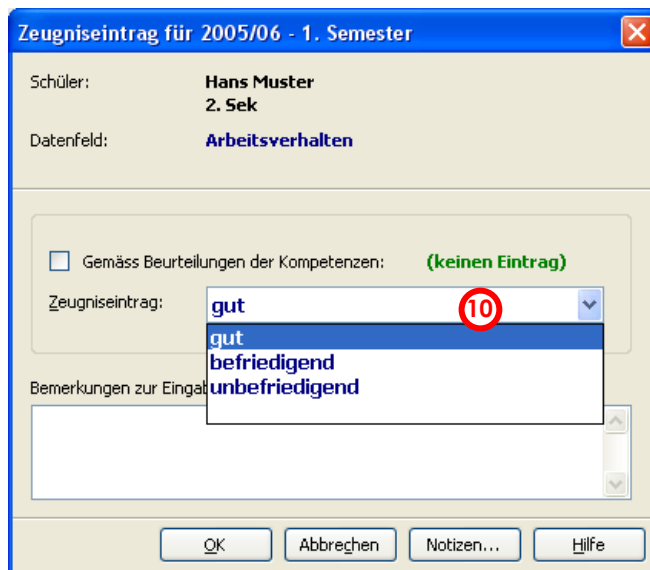 Zeugniseintrag für 2005/06 - 1. Semester
Schüler: Hans Muster
2. Sek
Datenfeld: Arbeitsverhalten
Gemäss Beurteilungen der Kompetenzen: (keinen Eintrag)
Zeugniseintrag: gut 10
gut
befriedigend
Bemerkungen zur Eingab unbefriedigend
OK Abbrechen Notizen... Hilfe